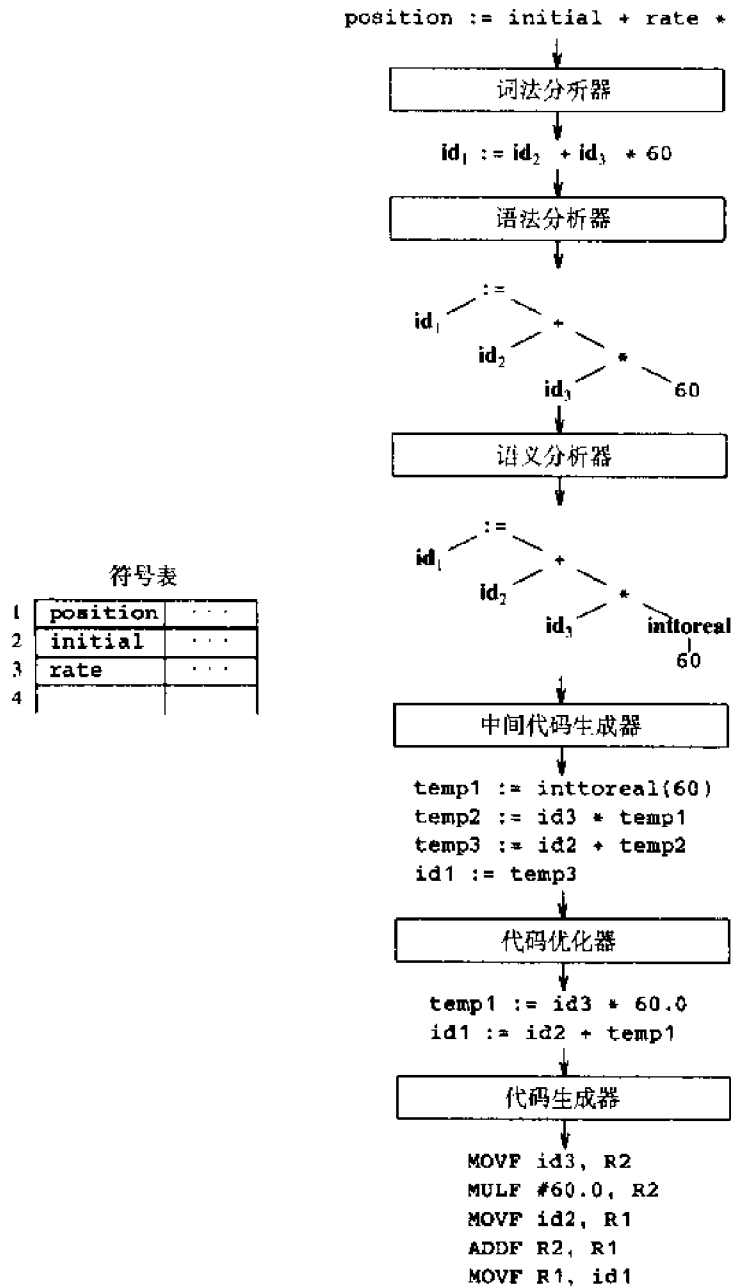 position := initial + rate *
词法分析器
id₁ := id₂ + id₃ * 60
语法分析器
:=
id₁ +
id₂ *
id₃ 60
语义分析器
:=
id₁ +
id₂ *
id₃ inttoreal
60
符号表
1 position ...
2 initial ...
3 rate ...
4
中间代码生成器
temp1 := inttoreal(60)
temp2 := id3 * temp1
temp3 := id2 + temp2
id1 := temp3
代码优化器
temp1 := id3 * 60.0
id1 := id2 + temp1
代码生成器
MOVF id3, R2
MULF #60.0, R2
MOVF id2, R1
ADDF R2, R1
MOVF R1, id1